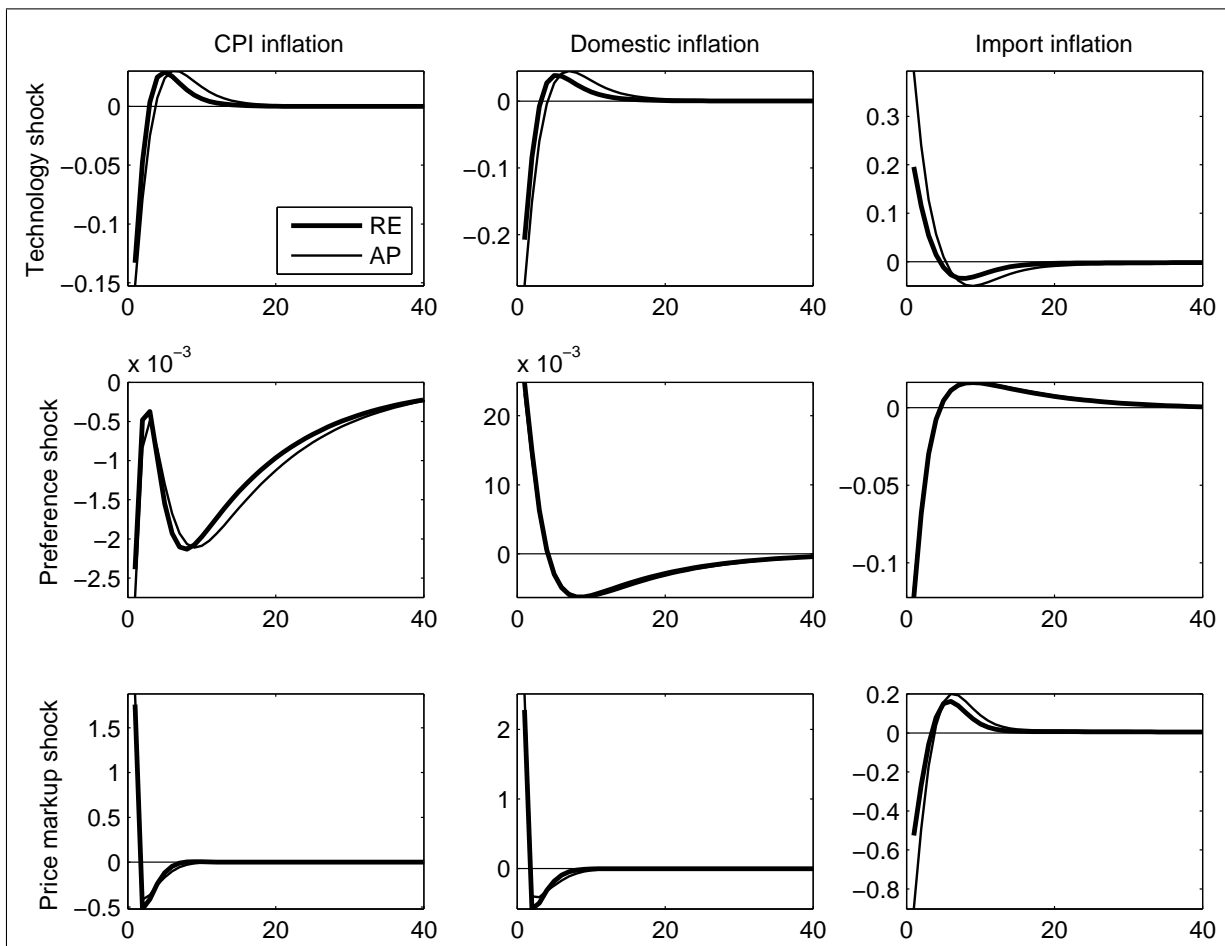 CPI inflation Domestic inflation Import inflation
Technology shock
0
−0.05
−0.1
−0.15
0 20 40
RE
AP
0
−0.1
−0.2
0 20 40
0.3
0.2
0.1
0
0 20 40
Preference shock
x 10−3
0
−0.5
−1
−1.5
−2
−2.5
0 20 40
x 10−3
20
10
0
0 20 40
0
−0.05
−0.1
0 20 40
Price markup shock
1.5
1
0.5
0
−0.5
0 20 40
2
1
0
0 20 40
0.2
0
−0.2
−0.4
−0.6
−0.8
0 20 40